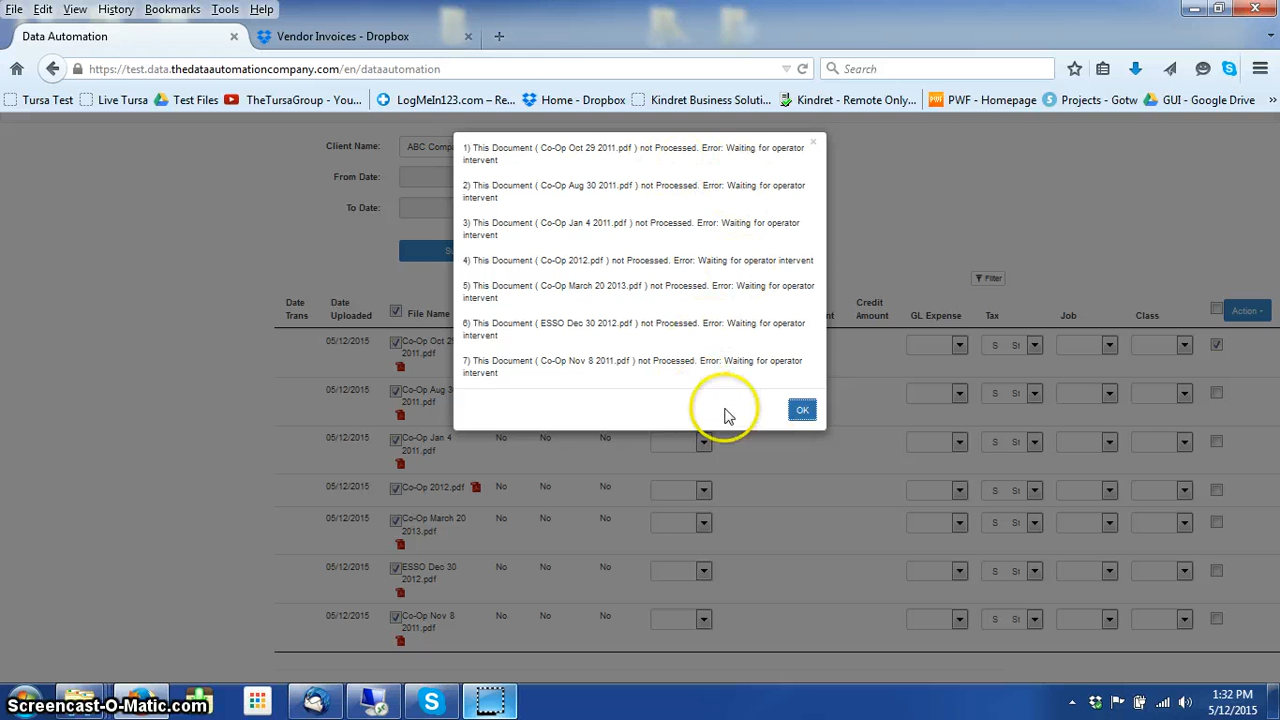 File Edit View History Bookmarks Tools Help
Data Automation
Vendor Invoices - Dropbox
https://test.data.thedataautomationcompany.com/en/dataautomation
Search
Tursa Test Live Tursa Test Files TheTursaGroup - You... LogMeIn123.com – Re... Home - Dropbox Kindret Business Soluti... Kindret - Remote Only... PWF - Homepage Projects - Gotw GUI - Google Drive »
Client Name: ABC Comp
From Date:
To Date:
1) This Document ( Co-Op Oct 29 2011.pdf ) not Processed. Error: Waiting for operator
intervent
2) This Document ( Co-Op Aug 30 2011.pdf ) not Processed. Error: Waiting for operator
intervent
3) This Document ( Co-Op Jan 4 2011.pdf ) not Processed. Error: Waiting for operator
intervent
4) This Document ( Co-Op 2012.pdf ) not Processed. Error: Waiting for operator intervent
5) This Document ( Co-Op March 20 2013.pdf ) not Processed. Error: Waiting for operator
intervent
6) This Document ( ESSO Dec 30 2012.pdf ) not Processed. Error: Waiting for operator
intervent
7) This Document ( Co-Op Nov 8 2011.pdf ) not Processed. Error: Waiting for operator
intervent
OK
Filter
Date Trans
Date Uploaded
File Name
Credit Amount
GL Expense
Tax
Job
Class
Action
05/12/2015 Co-Op Oct 2
2011.pdf
S St
05/12/2015 Co-Op Aug 3
2011.pdf
S St
05/12/2015 Co-Op Jan 4 No No No
2011.pdf
S St
05/12/2015 Co-Op 2012.pdf No No No S St
05/12/2015 Co-Op March 20 No No No S St
2013.pdf
05/12/2015 ESSO Dec 30 No No No S St
2012.pdf
05/12/2015 Co-Op Nov 8 No No No S St
2011.pdf
Screencast-O-Matic.com
1:32 PM
5/12/2015